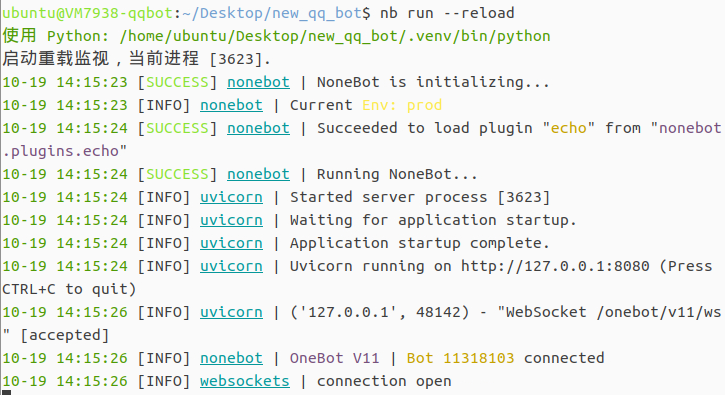 ubuntu@VM7938-qqbot:~/Desktop/new_qq_bot$ nb run --reload
使用 Python: /home/ubuntu/Desktop/new_qq_bot/.venv/bin/python
启动重载监视，当前进程 [3623].
10-19 14:15:23 [SUCCESS] nonebot | NoneBot is initializing...
10-19 14:15:23 [INFO] nonebot | Current Env: prod
10-19 14:15:24 [SUCCESS] nonebot | Succeeded to load plugin "echo" from "nonebot
.plugins.echo"
10-19 14:15:24 [SUCCESS] nonebot | Running NoneBot...
10-19 14:15:24 [INFO] uvicorn | Started server process [3623]
10-19 14:15:24 [INFO] uvicorn | Waiting for application startup.
10-19 14:15:24 [INFO] uvicorn | Application startup complete.
10-19 14:15:24 [INFO] uvicorn | Uvicorn running on http://127.0.0.1:8080 (Press
CTRL+C to quit)
10-19 14:15:26 [INFO] uvicorn | ('127.0.0.1', 48142) - "WebSocket /onebot/v11/ws
" [accepted]
10-19 14:15:26 [INFO] nonebot | OneBot V11 | Bot 11318103 connected
10-19 14:15:26 [INFO] websockets | connection open